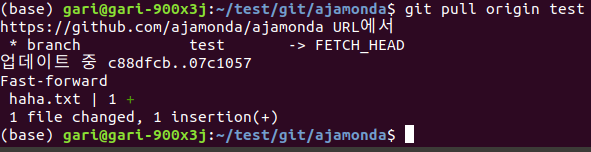 (base) gari@gari-900x3j:~/test/git/ajamonda$ git pull origin test
https://github.com/ajamonda/ajamonda URL에서
 * branch            test       -> FETCH_HEAD
업데이트 중 c88dfcb..07c1057
Fast-forward
 haha.txt | 1 +
 1 file changed, 1 insertion(+)
(base) gari@gari-900x3j:~/test/git/ajamonda$